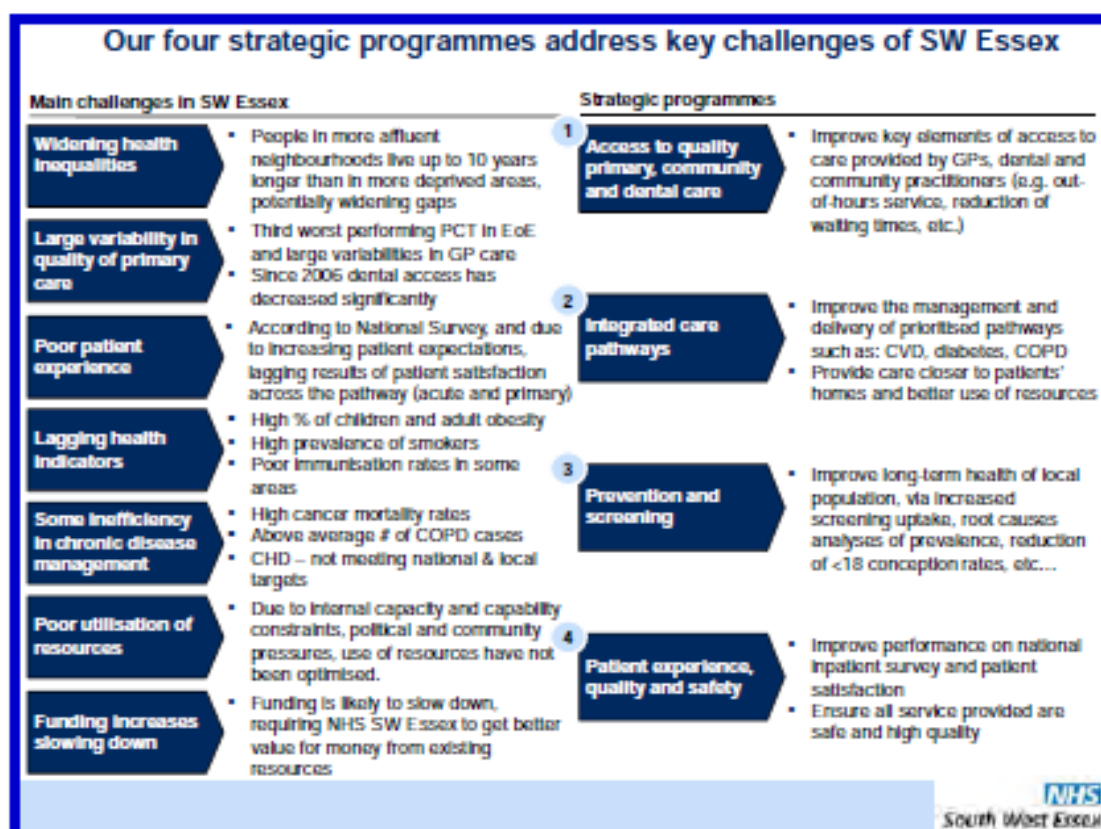 Our four strategic programmes address key challenges of SW Essex
Main challenges in SW Essex
Widening health
inequalities
▪ People in more affluent
neighbourhoods live up to 10 years
longer than in more deprived areas,
potentially widening gaps
Large variability in
quality of primary
care
▪ Third worst performing PCT in EoE
and large variabilities in GP care
▪ Since 2006 dental access has
decreased significantly
Poor patient
experience
▪ According to National Survey, and due
to increasing patient expectations,
lagging results of patient satisfaction
across the pathway (acute and primary)
Lagging health
indicators
▪ High % of children and adult obesity
▪ High prevalence of smokers
▪ Poor immunisation rates in some
areas
Some inefficiency
in chronic disease
management
▪ High cancer mortality rates
▪ Above average # of COPD cases
▪ CHD – not meeting national & local
targets
Poor utilisation of
resources
▪ Due to internal capacity and capability
constraints, political and community
pressures, use of resources have not
been optimised.
Funding increases
slowing down
▪ Funding is likely to slow down,
requiring NHS SW Essex to get better
value for money from existing
resources
Strategic programmes
1
Access to quality
primary, community
and dental care
▪ Improve key elements of access to
care provided by GPs, dental and
community practitioners (e.g. out-
of-hours service, reduction of
waiting times, etc.)
2
Integrated care
pathways
▪ Improve the management and
delivery of prioritised pathways
such as: CVD, diabetes, COPD
▪ Provide care closer to patients'
homes and better use of resources
3
Prevention and
screening
▪ Improve long-term health of local
population, via increased
screening uptake, root causes
analyses of prevalence, reduction
of <18 conception rates, etc...
4
Patient experience,
quality and safety
▪ Improve performance on national
inpatient survey and patient
satisfaction
▪ Ensure all service provided are
safe and high quality
NHS
South West Essex